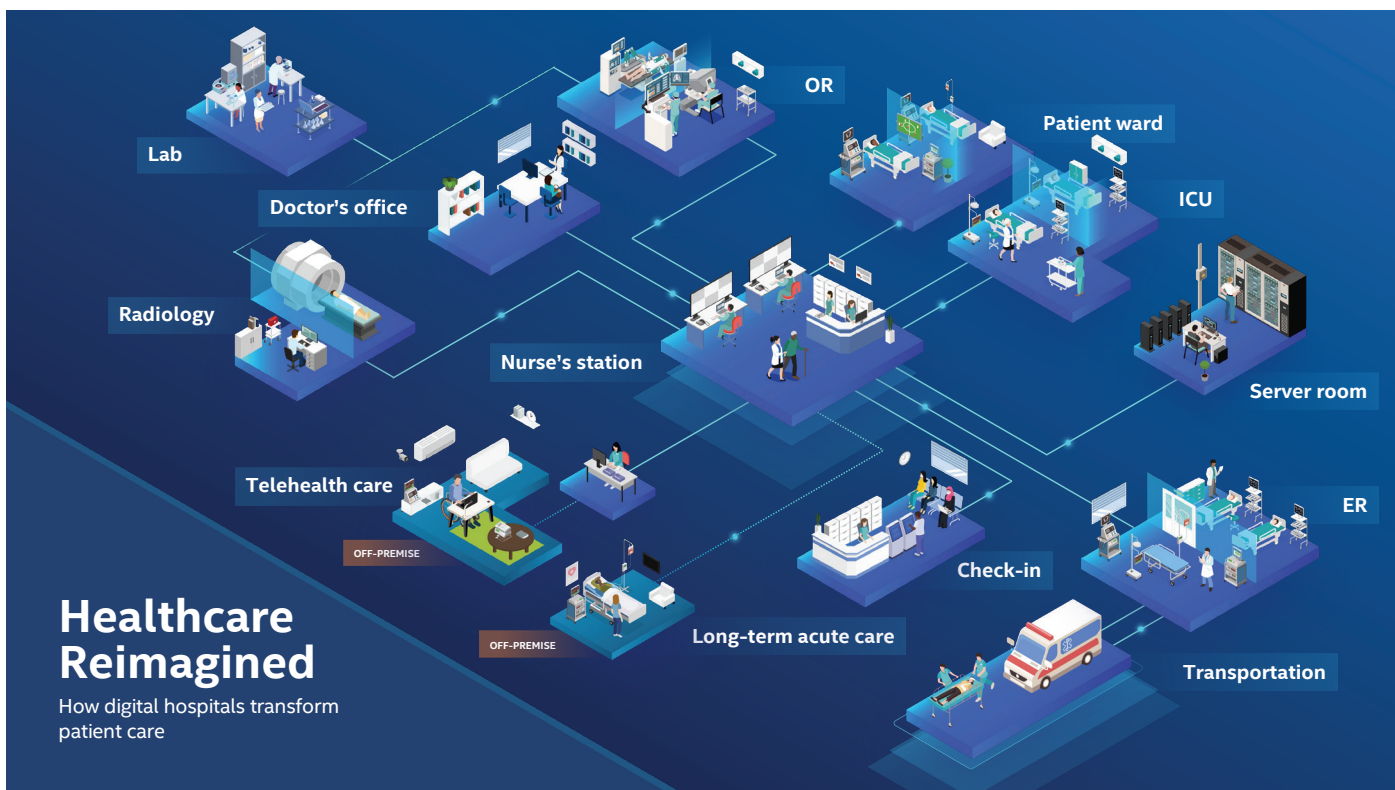 OR
Patient ward
Lab
ICU
Doctor's office
Radiology
Nurse's station
Server room
Telehealth care
ER
OFF-PREMISE
Check-in
Long-term acute care
OFF-PREMISE
Transportation
Healthcare
Reimagined
How digital hospitals transform
patient care